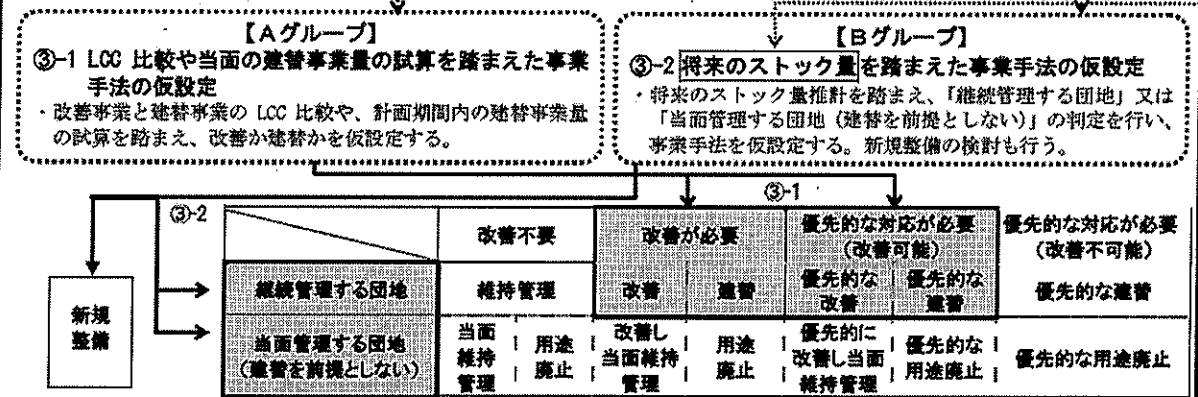 【Aグループ】
③-1 LCC 比較や当面の建替事業量の試算を踏まえた事業
手法の仮設定
・改善事業と建替事業の LCC 比較や、計画期間内の建替事業量
の試算を踏まえ、改善か建替かを仮設定する。
【Bグループ】
③-2 将来のストック量を踏まえた事業手法の仮設定
・将来のストック量推計を踏まえ、『継続管理する団地』又は
『当面管理する団地（建替を前提としない）』の判定を行い、
事業手法を仮設定する。新規整備の検討も行う。
③-1
③-2
改善不要
改善が必要
優先的な対応が必要
（改善可能）
優先的な対応が必要
（改善不可能）
新規
整備
継続管理する団地
維持管理
改善
建替
優先的な
改善
優先的な
建替
優先的な建替
当面管理する団地
（建替を前提としない）
当面
維持
管理
用途
廃止
改善し
当面維持
管理
用途
廃止
優先的に
改善し当面
維持管理
優先的な
用途廃止
優先的な用途廃止